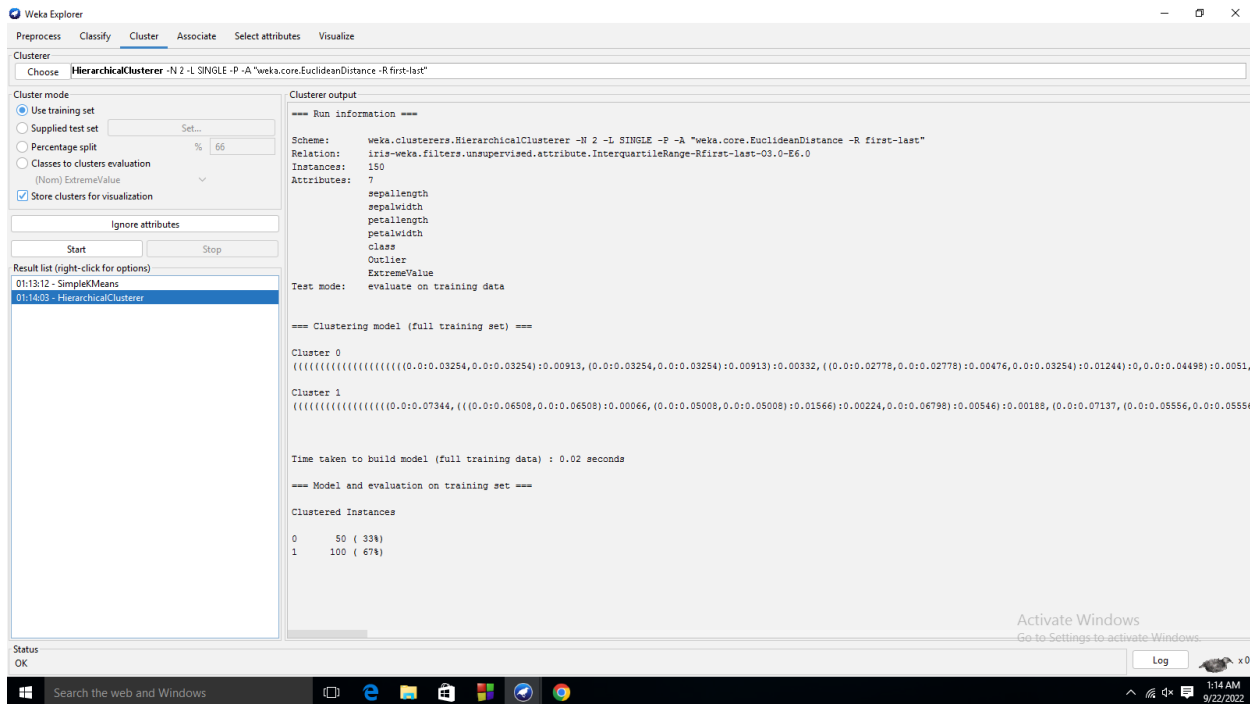 Weka Explorer
Preprocess Classify Cluster Associate Select attributes Visualize
Clusterer
Choose HierarchicalClusterer -N 2 -L SINGLE -P -A "weka.core.EuclideanDistance -R first-last"
Cluster mode
Use training set
Supplied test set Set...
Percentage split % 66
Classes to clusters evaluation
(Nom) ExtremeValue
Store clusters for visualization
Ignore attributes
Start Stop
Result list (right-click for options)
01:13:12 - SimpleKMeans
01:14:03 - HierarchicalClusterer
Clusterer output
=== Run information ===
Scheme: weka.clusterers.HierarchicalClusterer -N 2 -L SINGLE -P -A "weka.core.EuclideanDistance -R first-last"
Relation: iris-weka.filters.unsupervised.attribute.InterquartileRange-Rfirst-last-O3.0-E6.0
Instances: 150
Attributes: 7
sepallength
sepalwidth
petallength
petalwidth
class
Outlier
ExtremeValue
Test mode: evaluate on training data
=== Clustering model (full training set) ===
Cluster 0
((((((((((((((((((((0.0:0.03254,0.0:0.03254):0.00913,(0.0:0.03254,0.0:0.03254):0.00913):0.00332,((0.0:0.02778,0.0:0.02778):0.00476,0.0:0.03254):0.01244):0,0.0:0.04498):0.0051,
Cluster 1
((((((((((((((((((0.0:0.07344,(((0.0:0.06508,0.0:0.06508):0.00066,(0.0:0.05008,0.0:0.05008):0.01566):0.00224,0.0:0.06798):0.00546):0.00188,(0.0:0.07137,(0.0:0.05556,0.0:0.05556
Time taken to build model (full training data) : 0.02 seconds
=== Model and evaluation on training set ===
Clustered Instances
0 50 ( 33%)
1 100 ( 67%)
Activate Windows
Go to Settings to activate Windows.
Status
OK
Log x 0
Search the web and Windows
1:14 AM
9/22/2022